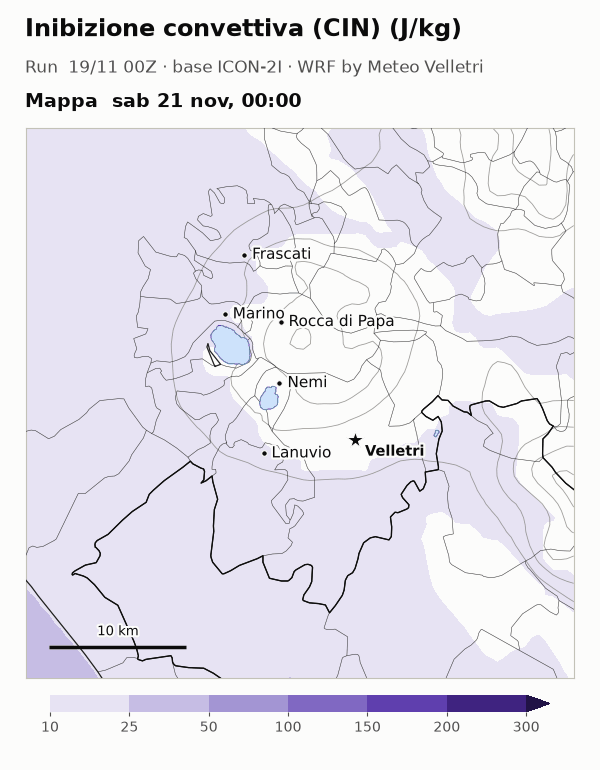 Inibizione convettiva (CIN) (J/kg)
Run  19/11 00Z · base ICON-2I · WRF by Meteo Velletri
Mappa  sab 21 nov, 00:00
Frascati
Marino
Rocca di Papa
Nemi
Velletri
Lanuvio
10 km
10 25 50 100 150 200 300